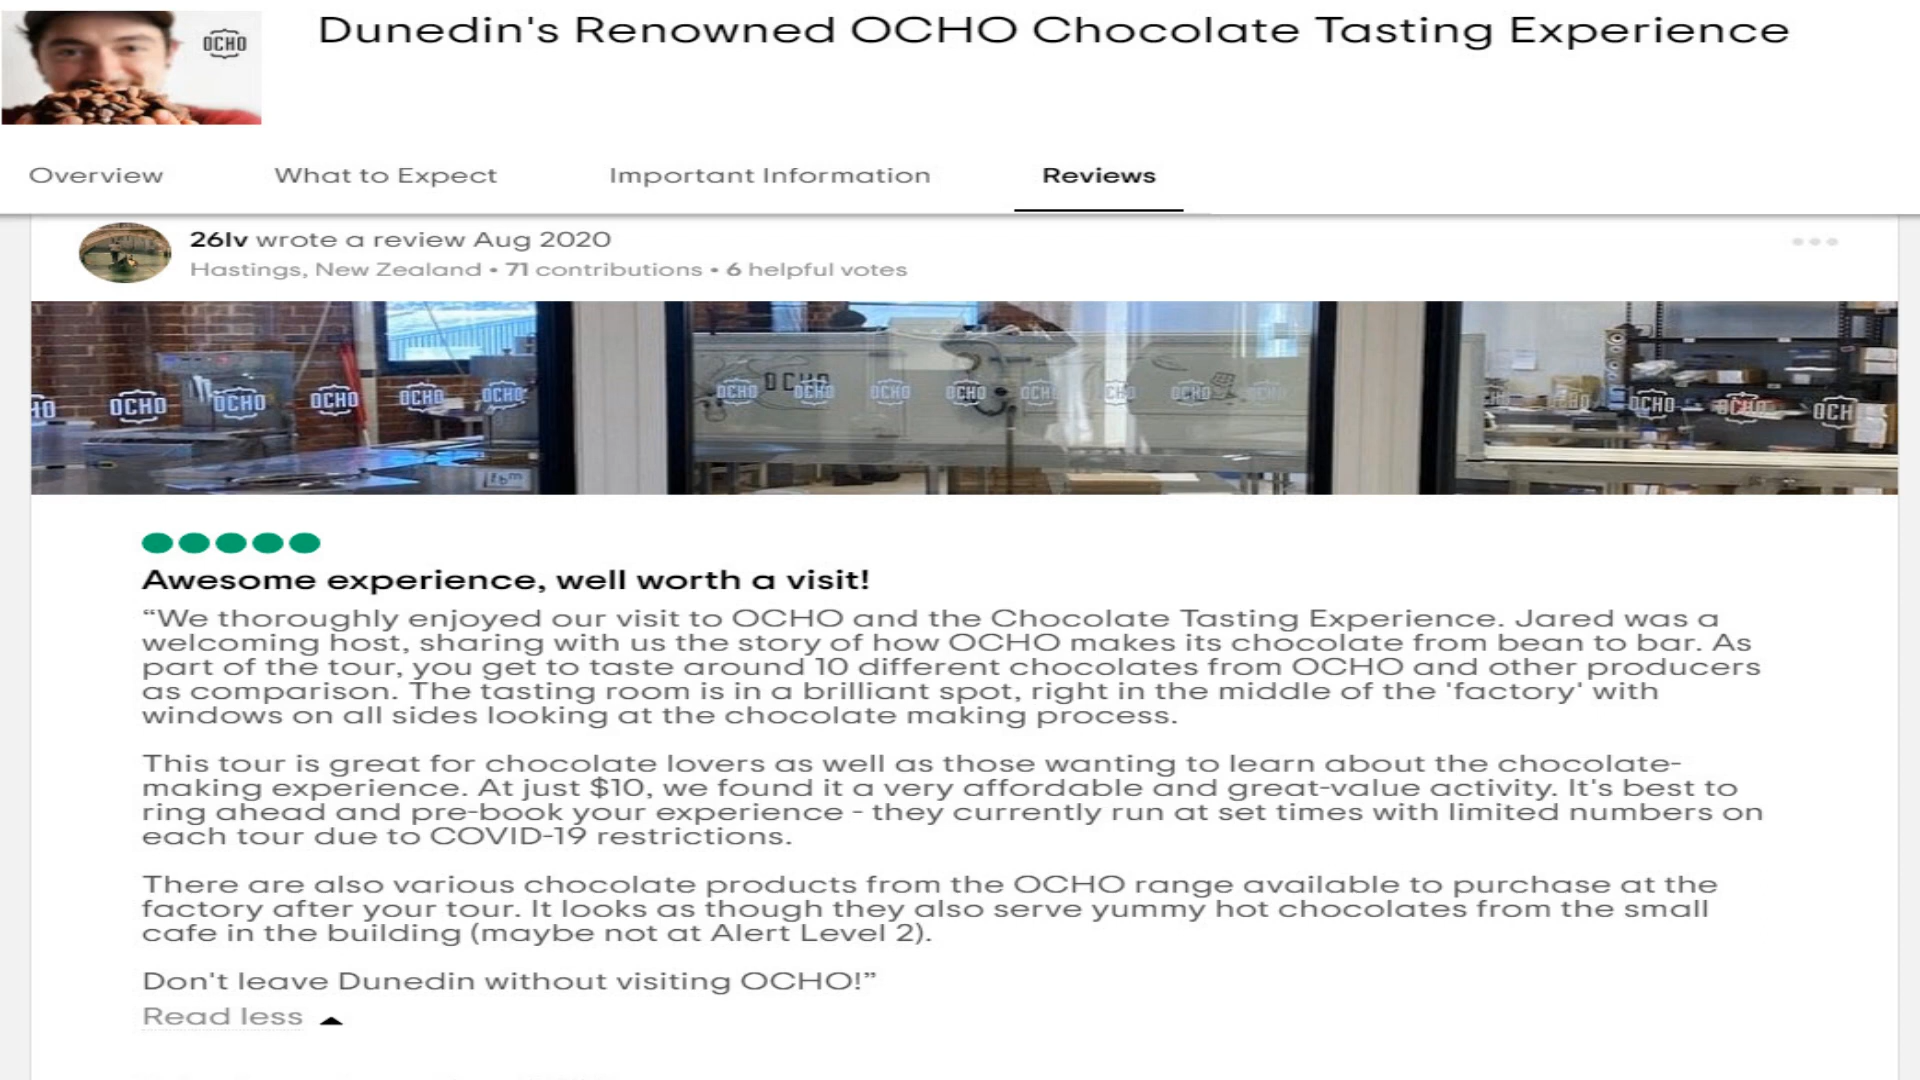 OCHO
Dunedin's Renowned OCHO Chocolate Tasting Experience
Overview What to Expect Important Information Reviews
26lv wrote a review Aug 2020
Hastings, New Zealand • 71 contributions • 6 helpful votes
OCHO OCHO OCHO OCHO OCHO OCHO OCHO OCHO OCHO OCHO OCHO OCHO OCHO
Awesome experience, well worth a visit!
“We thoroughly enjoyed our visit to OCHO and the Chocolate Tasting Experience. Jared was a
welcoming host, sharing with us the story of how OCHO makes its chocolate from bean to bar. As
part of the tour, you get to taste around 10 different chocolates from OCHO and other producers
as comparison. The tasting room is in a brilliant spot, right in the middle of the 'factory' with
windows on all sides looking at the chocolate making process.
This tour is great for chocolate lovers as well as those wanting to learn about the chocolate-
making experience. At just $10, we found it a very affordable and great-value activity. It's best to
ring ahead and pre-book your experience - they currently run at set times with limited numbers on
each tour due to COVID-19 restrictions.
There are also various chocolate products from the OCHO range available to purchase at the
factory after your tour. It looks as though they also serve yummy hot chocolates from the small
cafe in the building (maybe not at Alert Level 2).
Don't leave Dunedin without visiting OCHO!”
Read less